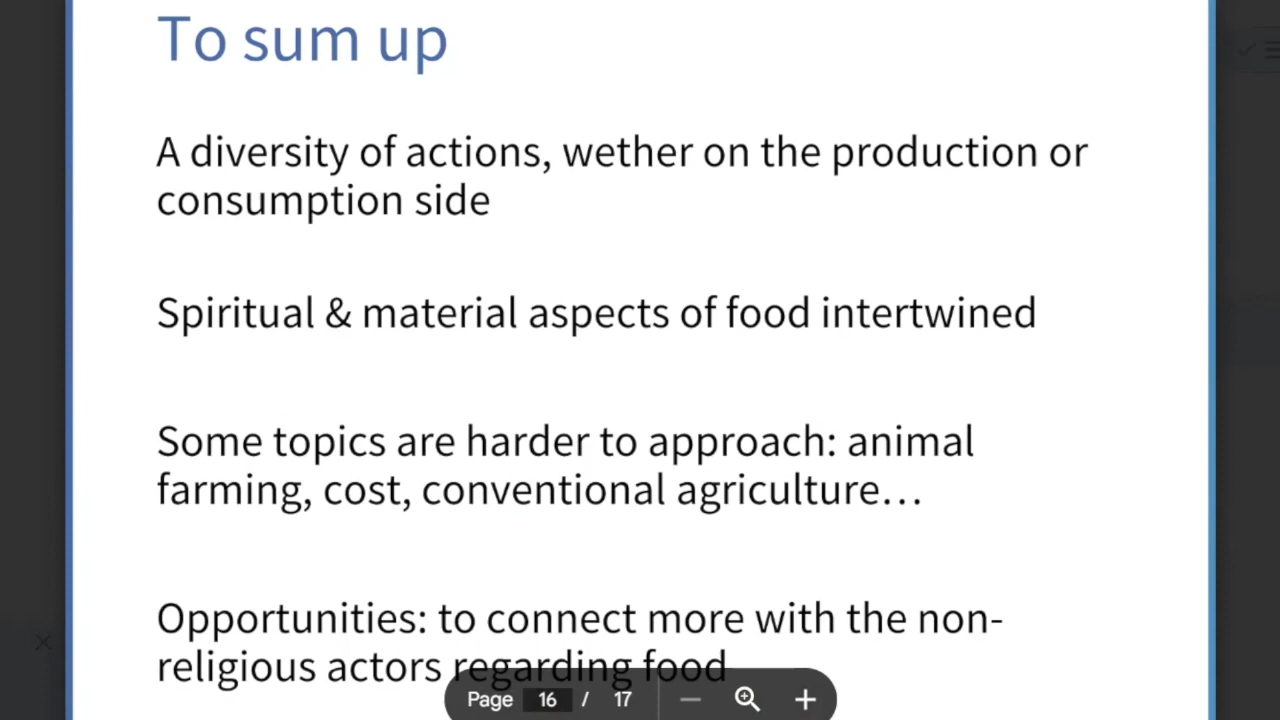 To sum up
A diversity of actions, wether on the production or
consumption side
Spiritual & material aspects of food intertwined
Some topics are harder to approach: animal
farming, cost, conventional agriculture…
Opportunities: to connect more with the non-
religious actors regarding food
Page 16 / 17